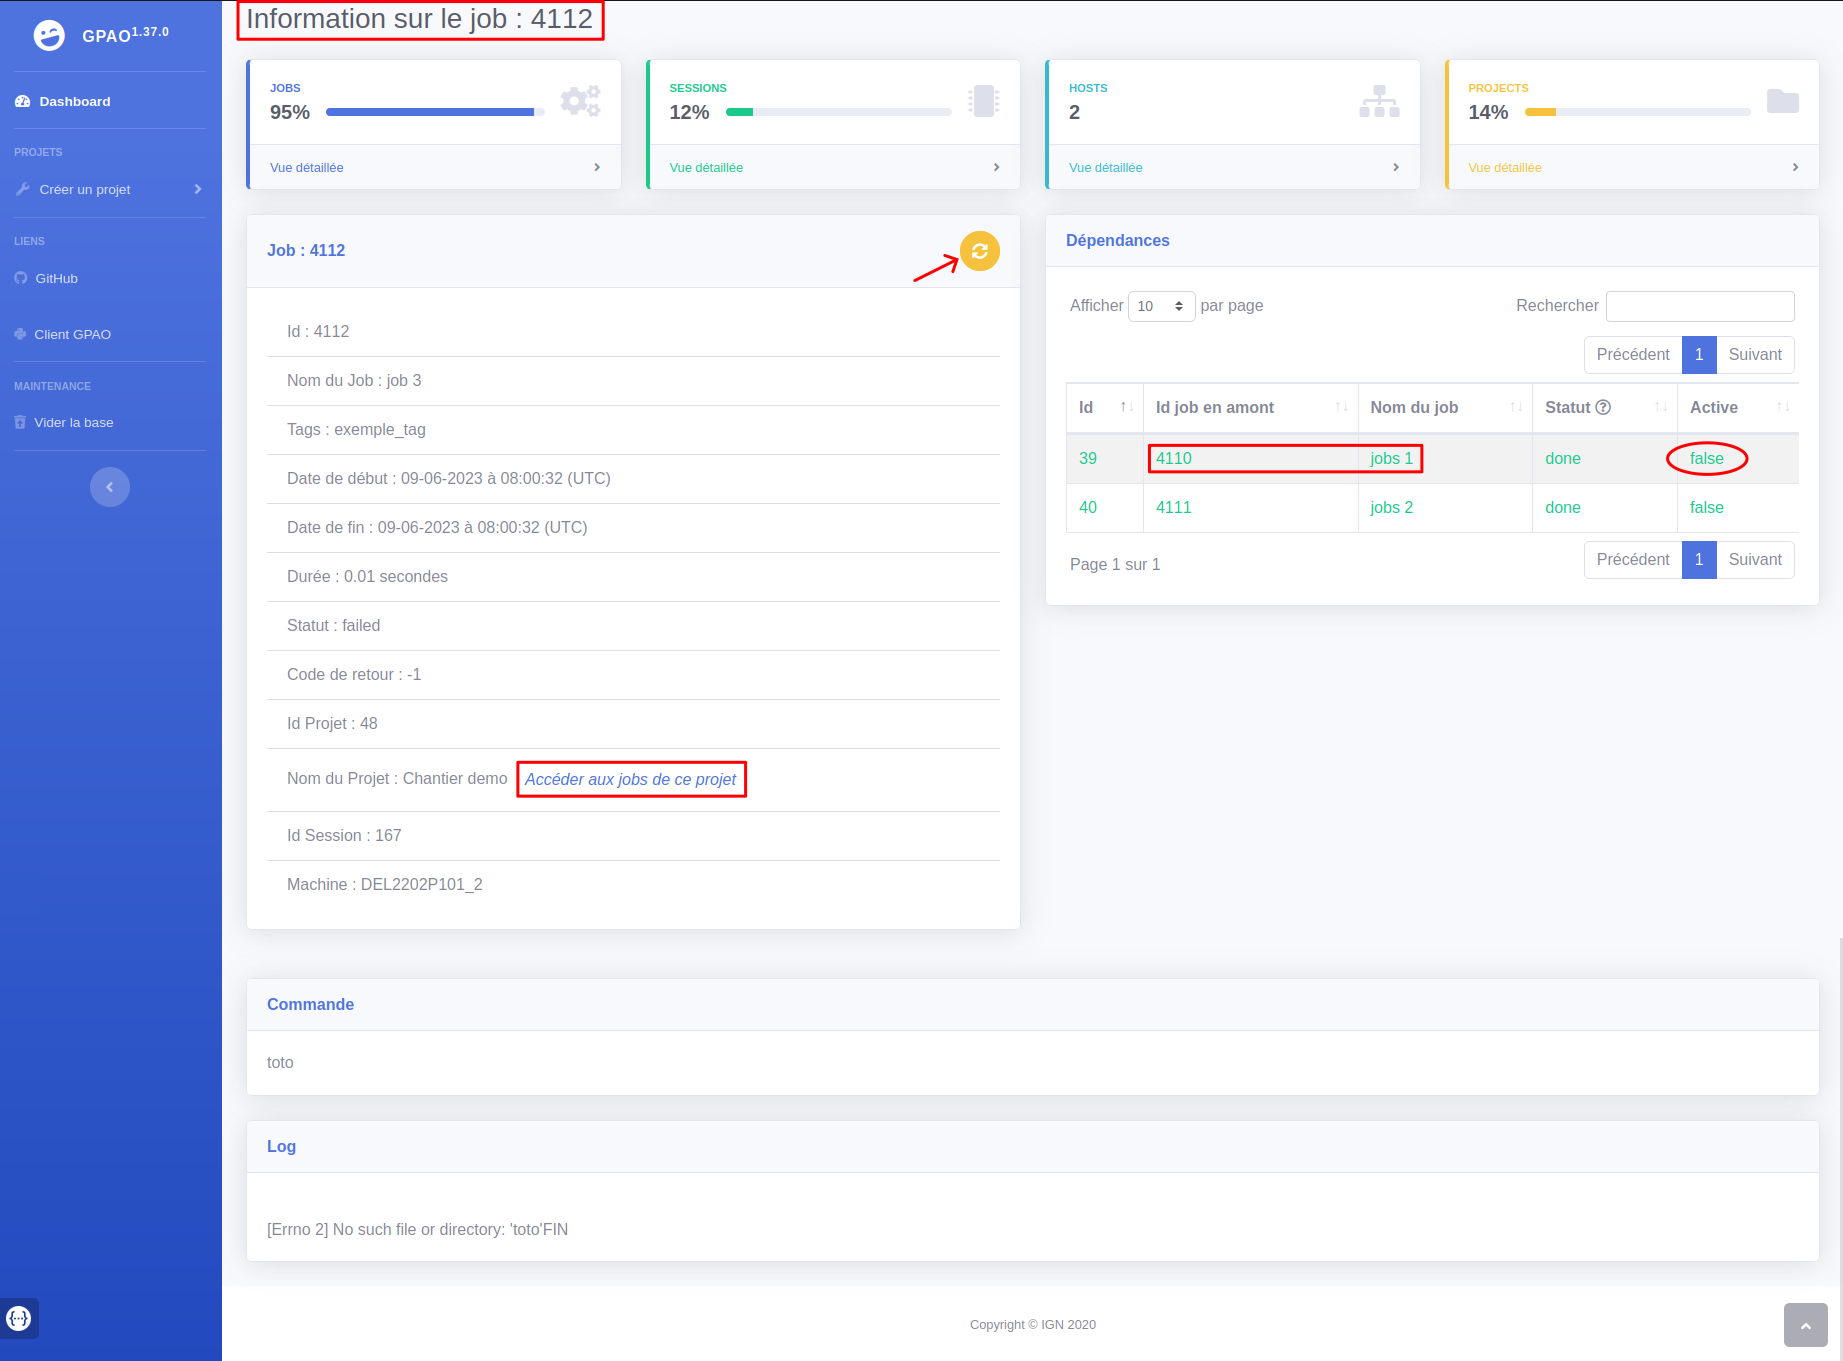 GPAO1.37.0
Dashboard
PROJETS
Créer un projet
LIENS
GitHub
Client GPAO
MAINTENANCE
Vider la base
Information sur le job : 4112
JOBS
95%
Vue détaillée
SESSIONS
12%
Vue détaillée
HOSTS
2
Vue détaillée
PROJECTS
14%
Vue détaillée
Job : 4112
Id : 4112
Nom du Job : job 3
Tags : exemple_tag
Date de début : 09-06-2023 à 08:00:32 (UTC)
Date de fin : 09-06-2023 à 08:00:32 (UTC)
Durée : 0.01 secondes
Statut : failed
Code de retour : -1
Id Projet : 48
Nom du Projet : Chantier demo Accéder aux jobs de ce projet
Id Session : 167
Machine : DEL2202P101_2
Dépendances
Afficher 10 par page Rechercher
Précédent 1 Suivant
Id Id job en amont Nom du job Statut Active
39 4110 jobs 1 done false
40 4111 jobs 2 done false
Page 1 sur 1 Précédent 1 Suivant
Commande
toto
Log
[Errno 2] No such file or directory: 'toto'FIN
Copyright © IGN 2020